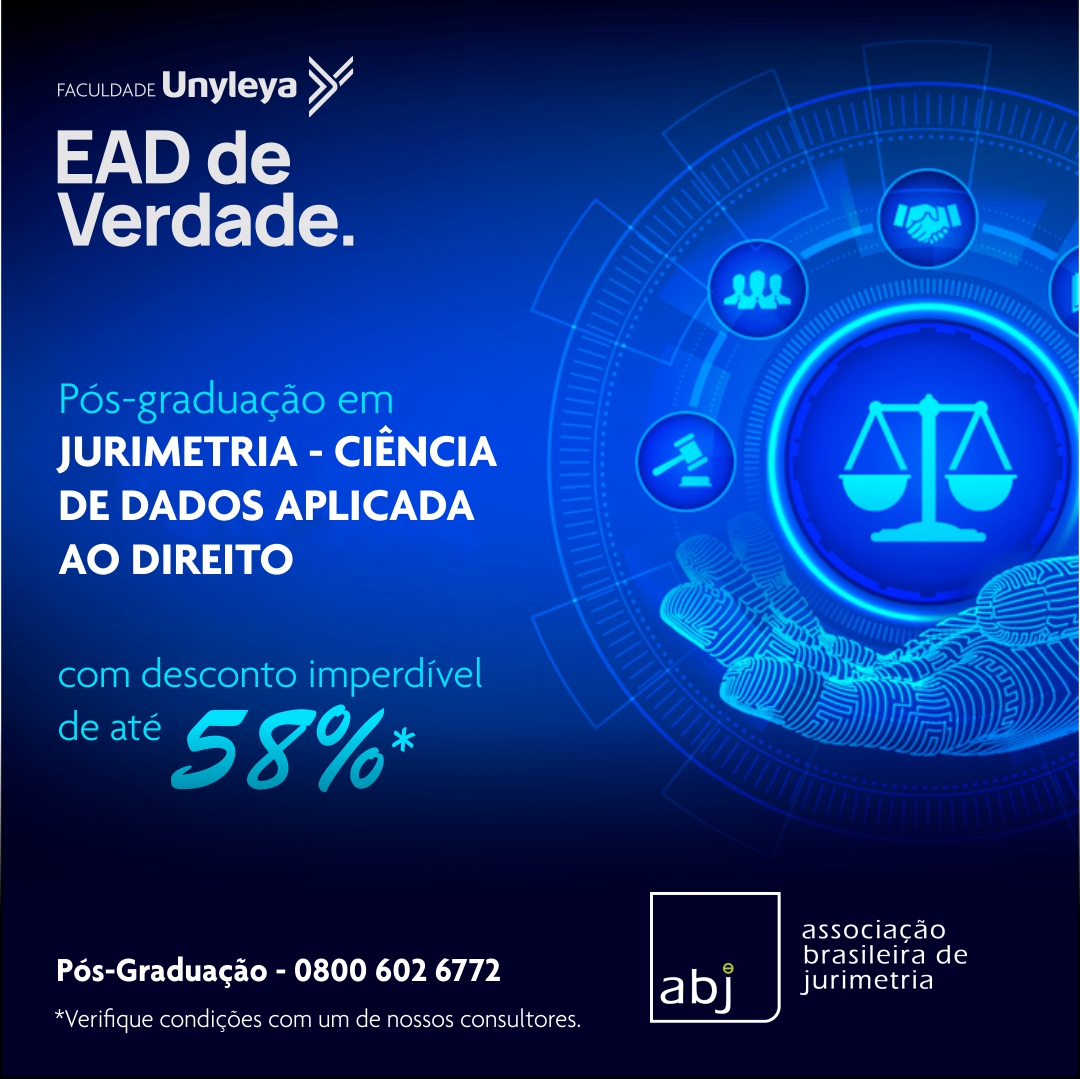 FACULDADE Unyleya
EAD de
Verdade.
Pós-graduação em
JURIMETRIA - CIÊNCIA
DE DADOS APLICADA
AO DIREITO
com desconto imperdível
de até 58%*
Pós-Graduação - 0800 602 6772
*Verifique condições com um de nossos consultores.
abj
associação
brasileira de
jurimetria